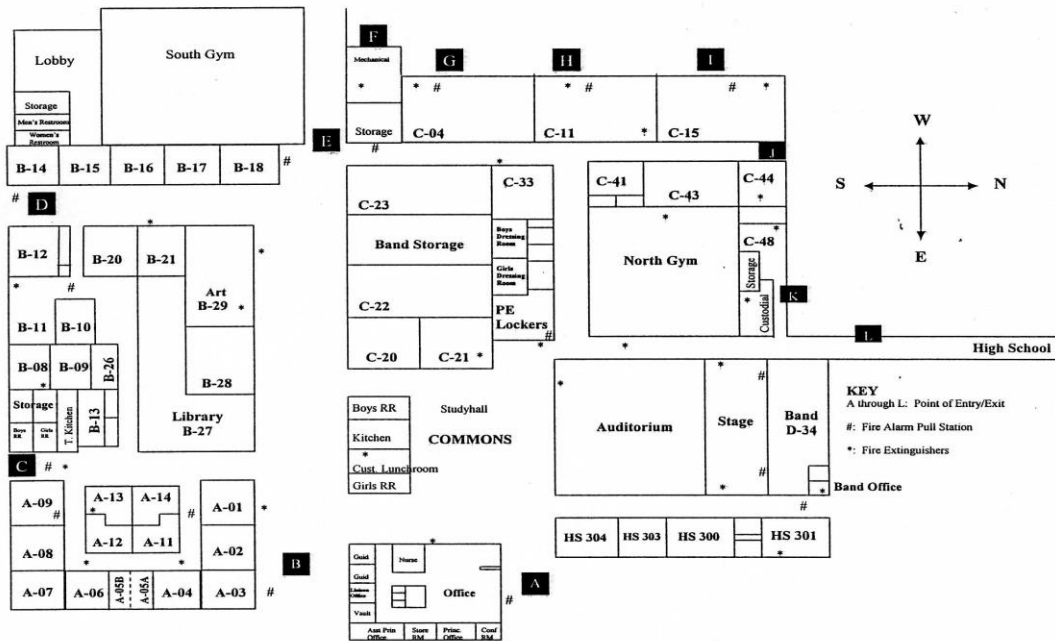 Lobby
South Gym
Storage
Men's Restroom
Women's
Restroom
B-14
B-15
B-16
B-17
B-18
#
#
D
E
F
Mechanical
*
Storage
#
G
* #
C-04
H
* #
C-11
*
I
# *
C-15
J
W
S
N
E
B-12
#
*
B-20
B-21
*
*
Art
B-29 *
B-11
B-10
B-08
*
B-09
B-26
B-28
Storage
Boys
RR
Girls
RR
T. Kitchen
B-13
Library
B-27
C
# *
C-23
Band Storage
C-22
C-20
C-21 *
*
C-33
Boys
Dressing
Room
Girls
Dressing
Room
PE
Lockers
#
*
C-41
C-43
C-44
*
*
North Gym
*
C-48
Storage
*
Custodial
K
*
L
High School
Boys RR
Kitchen
*
Cust. Lunchroom
Girls RR
Studyhall
COMMONS
*
Auditorium
*
#
Stage
#
*
Band
D-34
*
Band Office
#
KEY
A through L: Point of Entry/Exit
#: Fire Alarm Pull Station
*: Fire Extinguishers
A-09
#
A-08
A-07
A-13
*
A-14
#
A-12
A-11
*
*
A-01
*
A-02
A-03
#
A-06
A-05B
A-05A
A-04
B
HS 304
HS 303
HS 300
HS 301
*
*
Guid
Guid
Office
Vault
Nurse
Office
#
A
Asst Prin
Office
Store
RM
Princ.
Office
Conf
RM